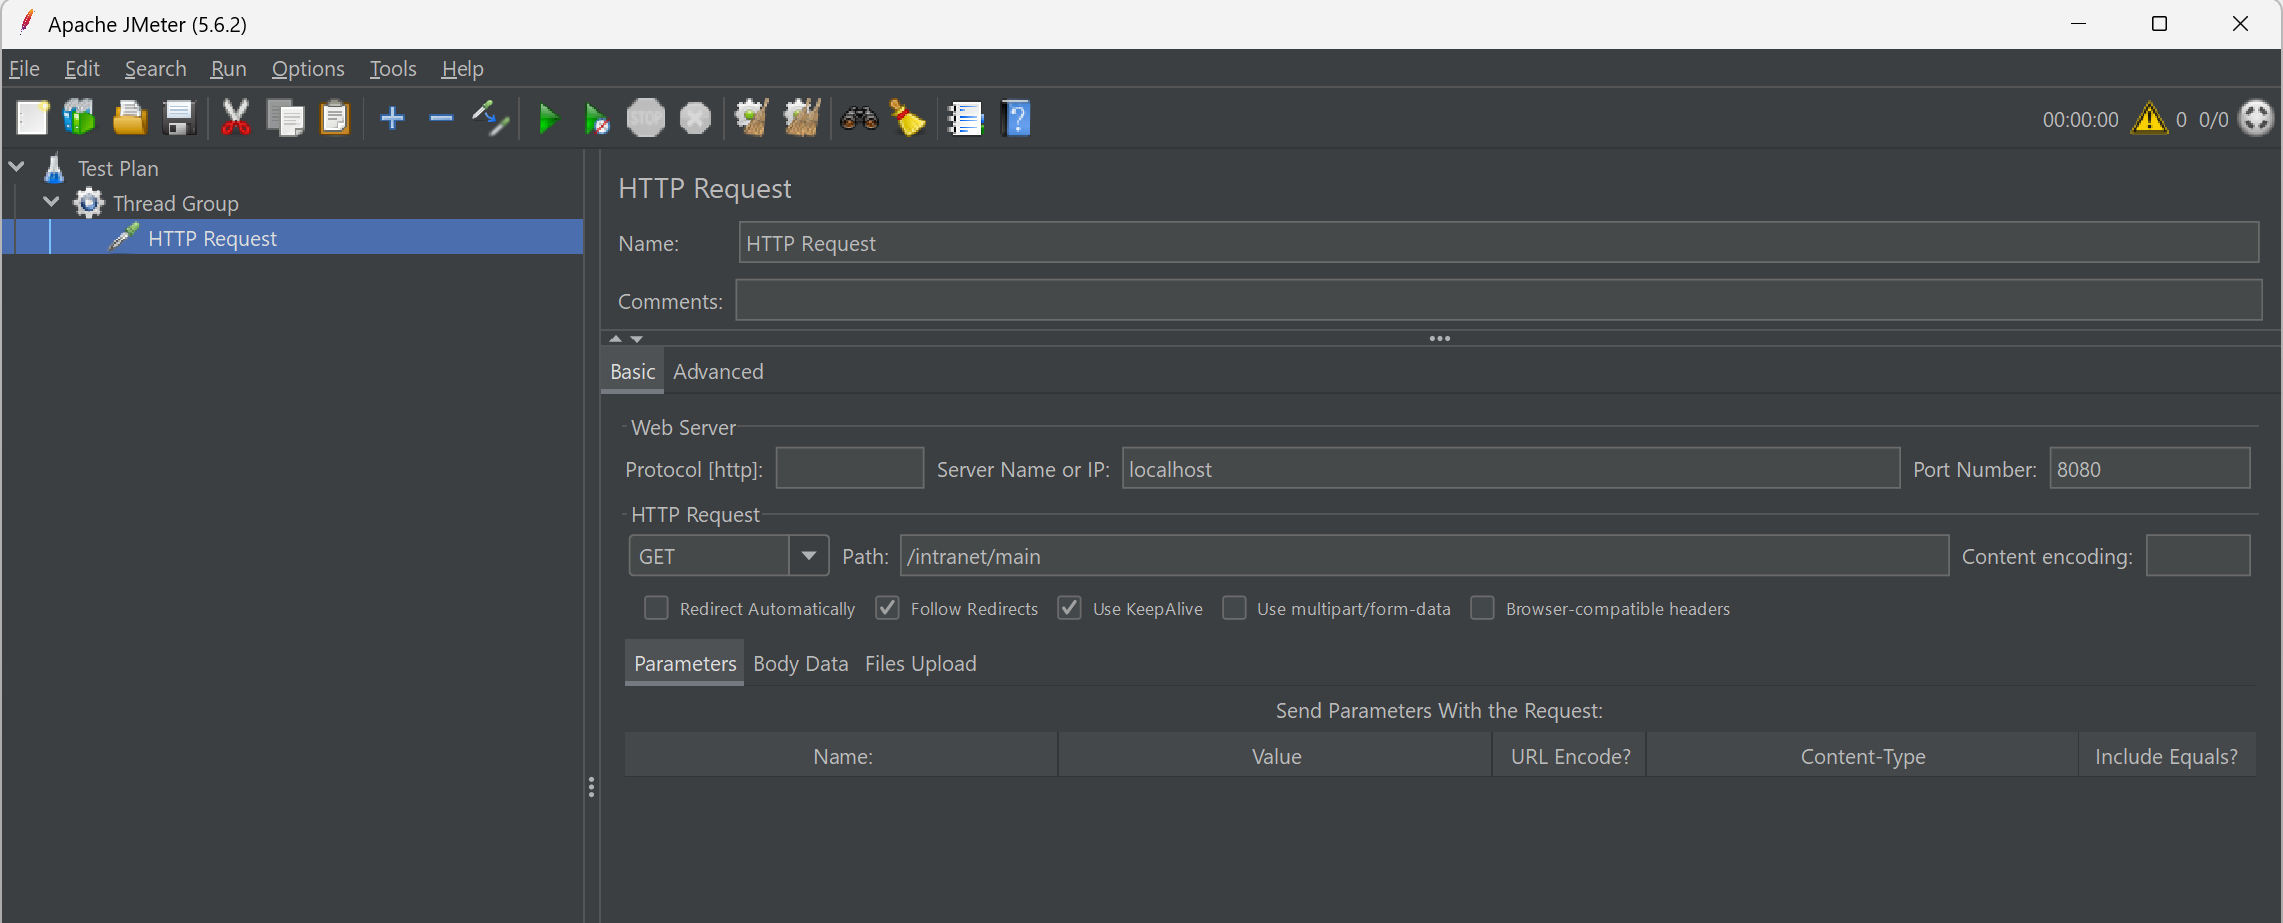 Apache JMeter (5.6.2)
File Edit Search Run Options Tools Help
STOP
?
00:00:00 0 0/0
Test Plan
Thread Group
HTTP Request
HTTP Request
Name: HTTP Request
Comments:
Basic Advanced
Web Server
Protocol [http]: Server Name or IP: localhost Port Number: 8080
HTTP Request
GET Path: /intranet/main Content encoding:
Redirect Automatically Follow Redirects Use KeepAlive Use multipart/form-data Browser-compatible headers
Parameters Body Data Files Upload
Send Parameters With the Request:
Name: Value URL Encode? Content-Type Include Equals?